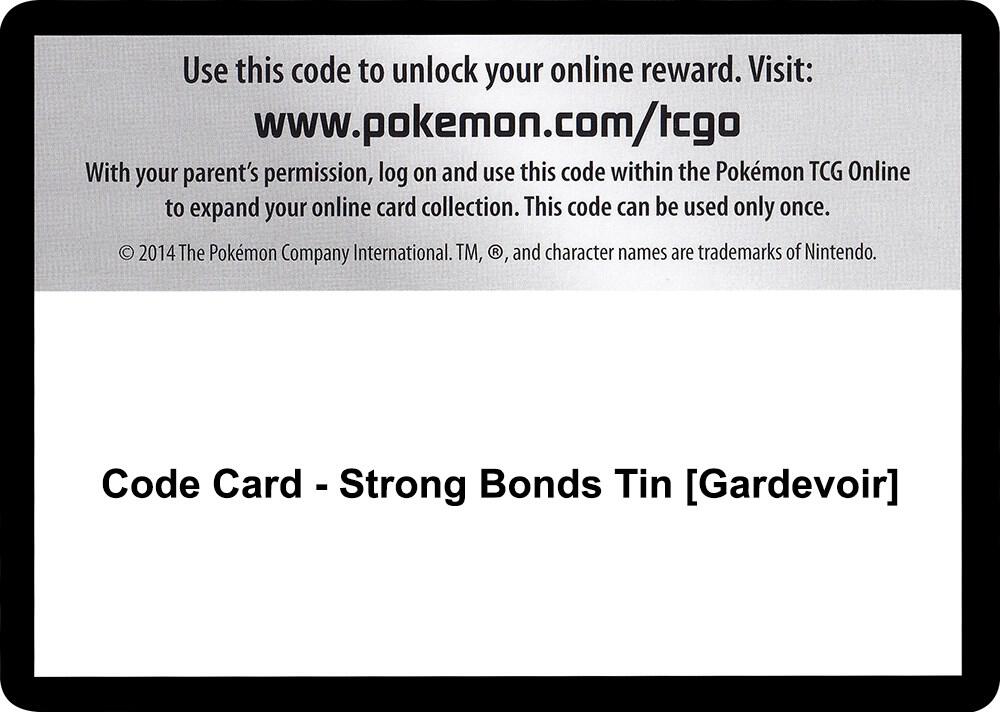 Use this code to unlock your online reward. Visit:
www.pokemon.com/tcgo
With your parent's permission, log on and use this code within the Pokémon TCG Online
to expand your online card collection. This code can be used only once.
© 2014 The Pokémon Company International. TM, ®, and character names are trademarks of Nintendo.
Code Card - Strong Bonds Tin [Gardevoir]